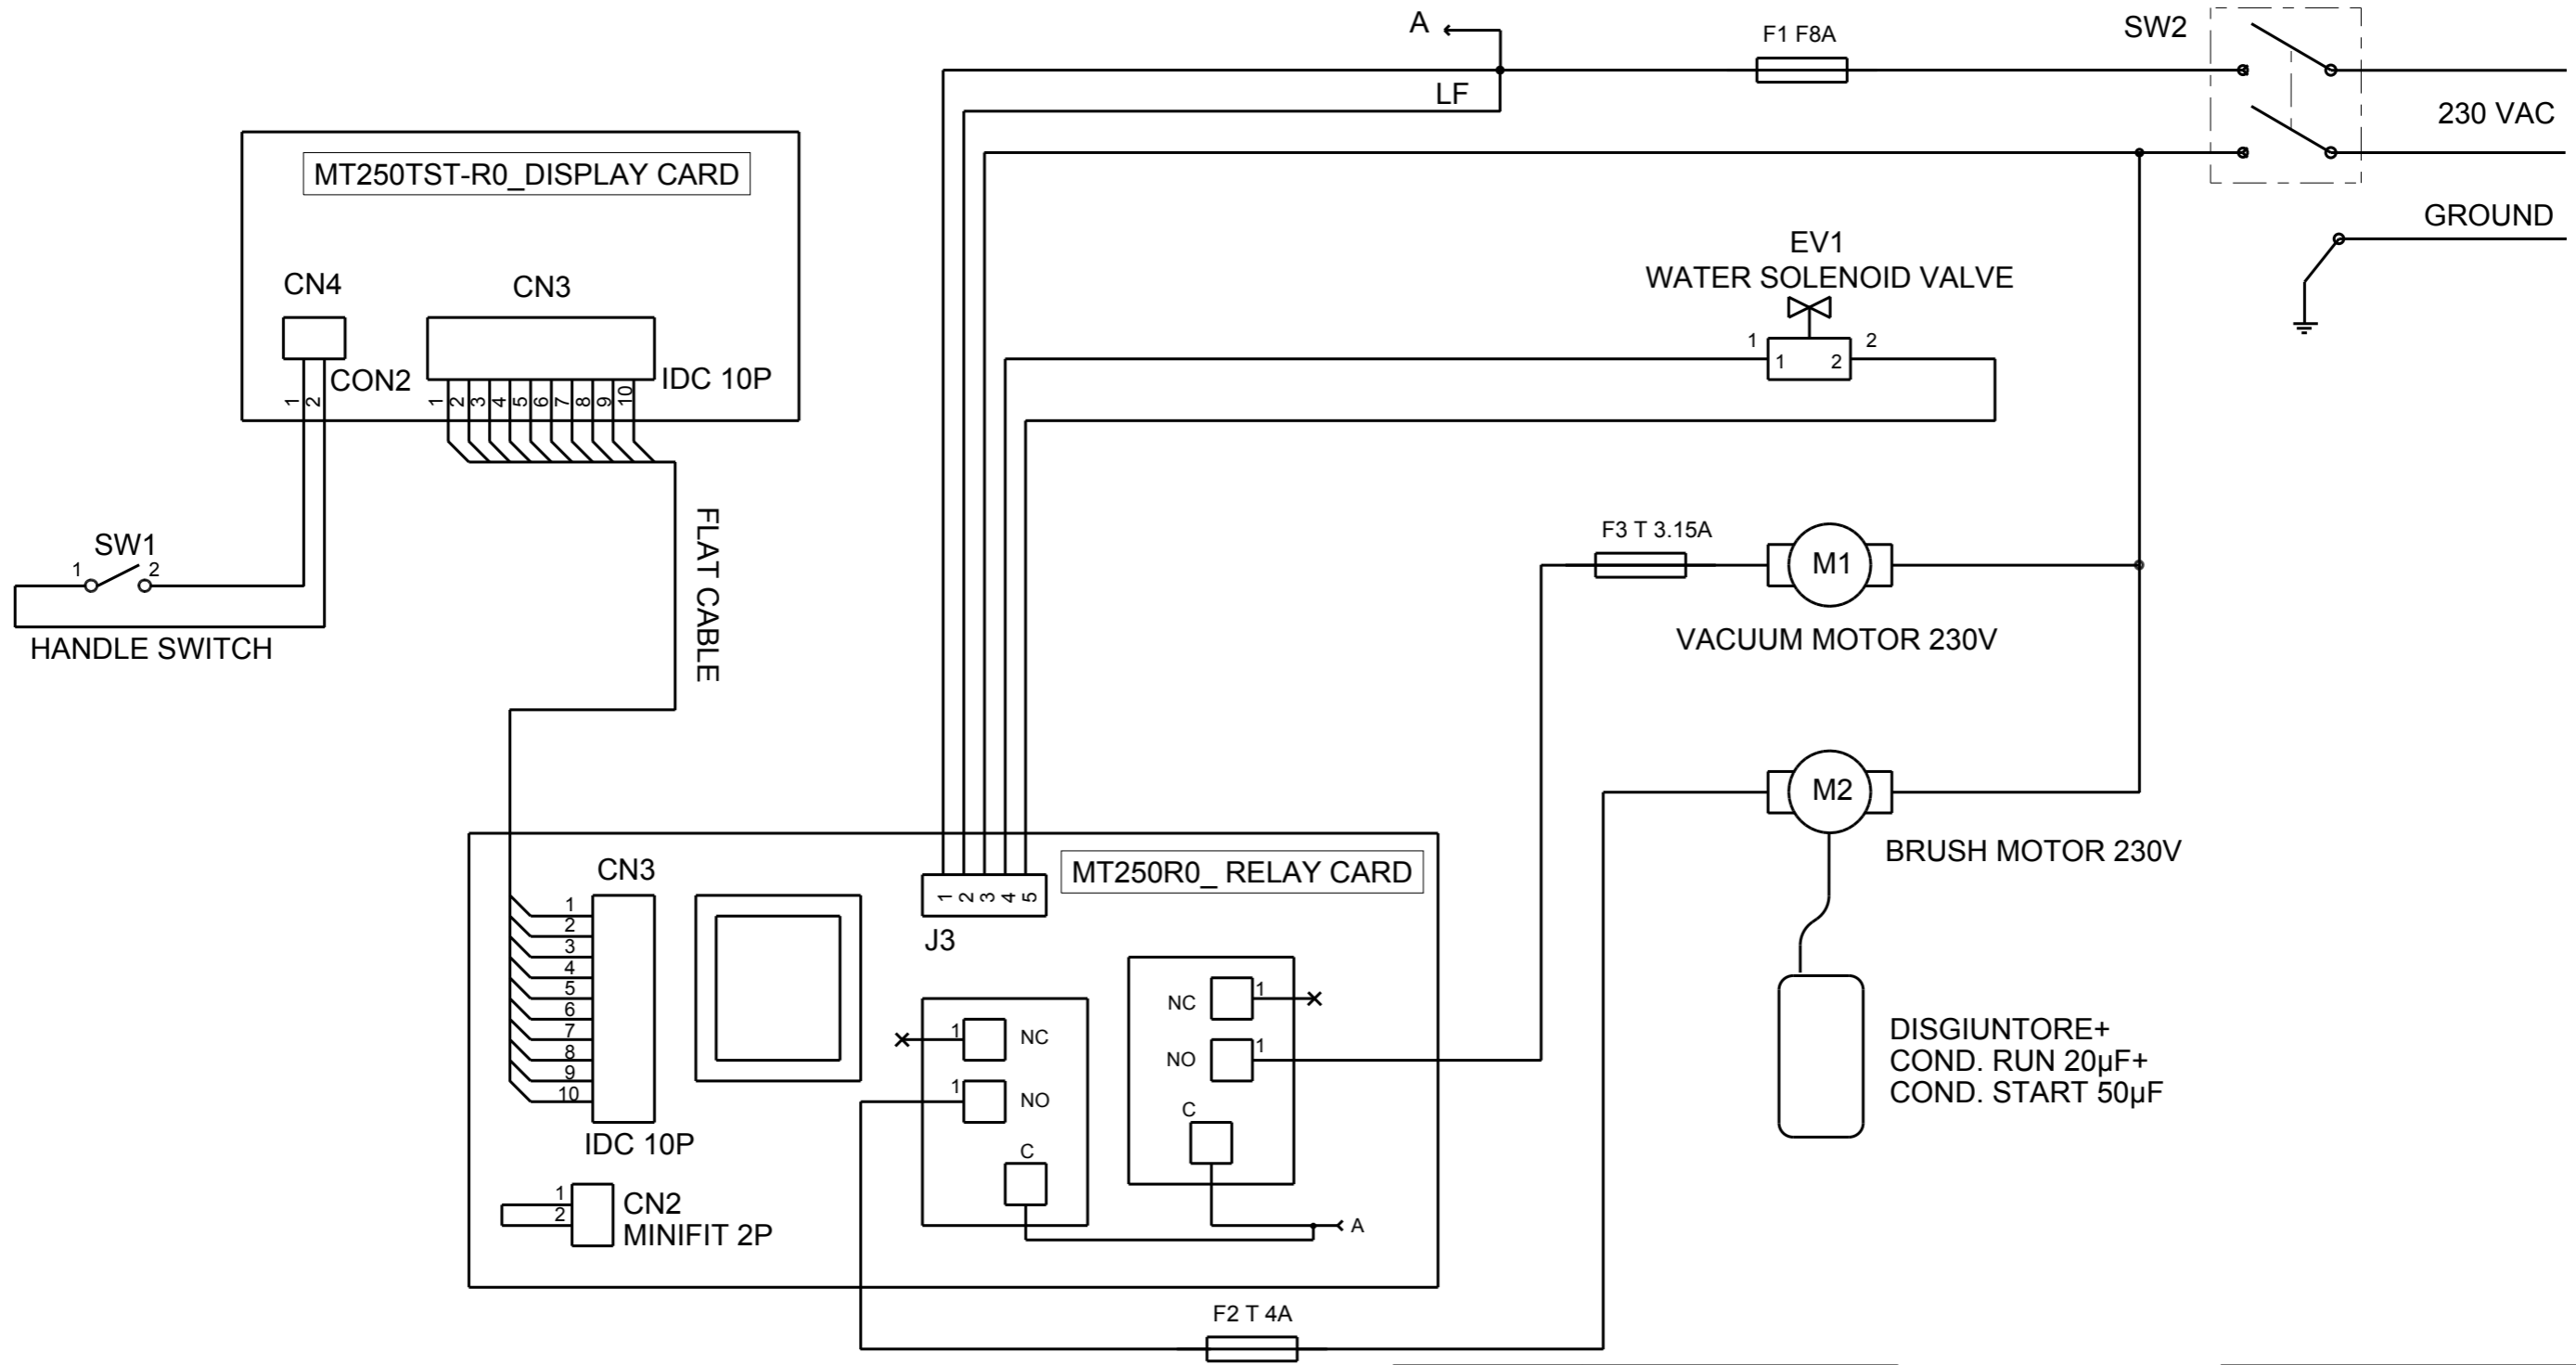 A
F1 F8A
SW2
LF
230 VAC
MT250TST-R0_DISPLAY CARD
GROUND
EV1
WATER SOLENOID VALVE
CN4
CN3
1
2
1
2
CON2
IDC 10P
1
2
1
2
3
4
5
6
7
8
9
10
FLAT CABLE
SW1
1
2
HANDLE SWITCH
F3 T 3.15A
M1
VACUUM MOTOR 230V
M2
BRUSH MOTOR 230V
MT250R0_ RELAY CARD
CN3
1
2
3
4
5
6
7
8
9
10
IDC 10P
1
2
3
4
5
J3
NC
1
NO
1
C
1
NC
1
NO
C
A
1
2
CN2
MINIFIT 2P
DISGIUNTORE+
COND. RUN 20µF+
COND. START 50µF
F2 T 4A